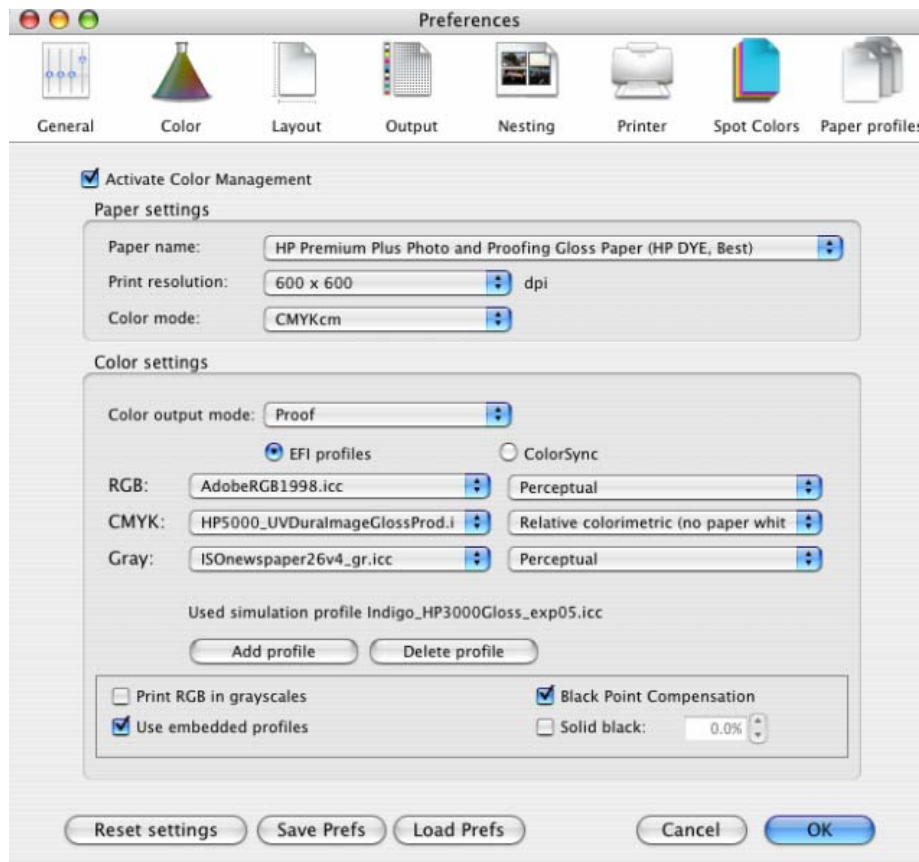 Preferences
General Color Layout Output Nesting Printer Spot Colors Paper profiles
Activate Color Management
Paper settings
Paper name: HP Premium Plus Photo and Proofing Gloss Paper (HP DYE, Best)
Print resolution: 600 x 600 dpi
Color mode: CMYKcm
Color settings
Color output mode: Proof
EFI profiles ColorSync
RGB: AdobeRGB1998.icc Perceptual
CMYK: HP5000_UVDuraImageGlossProd.i Relative colorimetric (no paper whit
Gray: ISOnewspaper26v4_gr.icc Perceptual
Used simulation profile Indigo_HP3000Gloss_exp05.icc
Add profile Delete profile
Print RGB in grayscales Black Point Compensation
Use embedded profiles Solid black: 0.0%
Reset settings Save Prefs Load Prefs Cancel OK